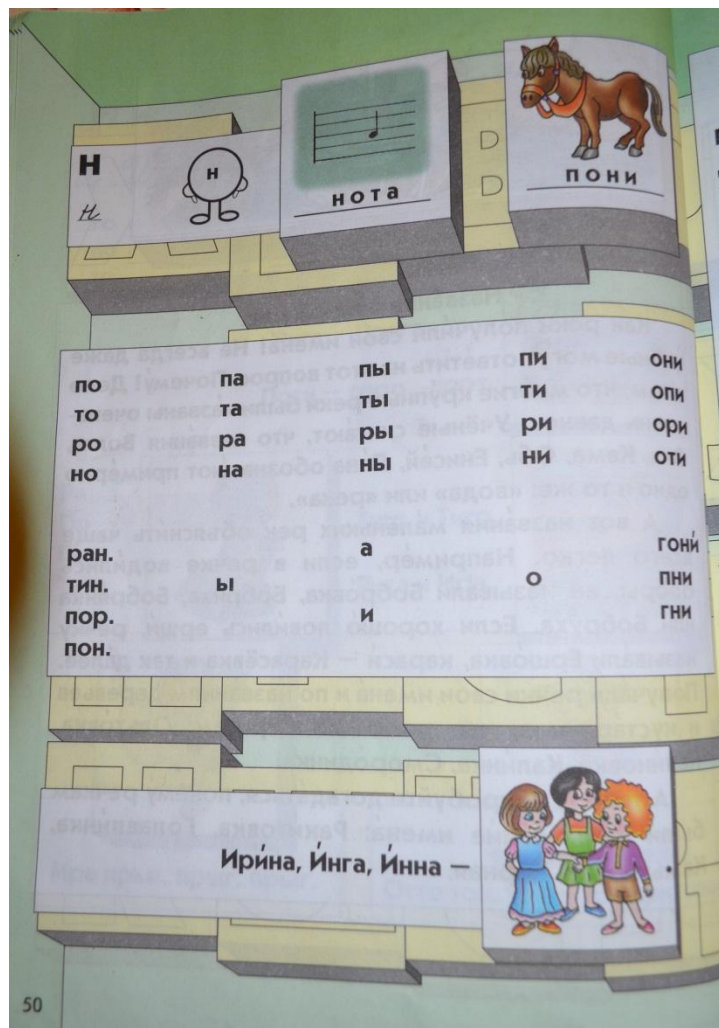 Н Н нота пони
Н
по па пы пи они
то та ты ти опи
ро ра ры ри ори
но на ны ни оти
ран. а гони́
тин. ы о пни
пор. и гни
пон.
Ири́на, И́нга, И́нна —
50